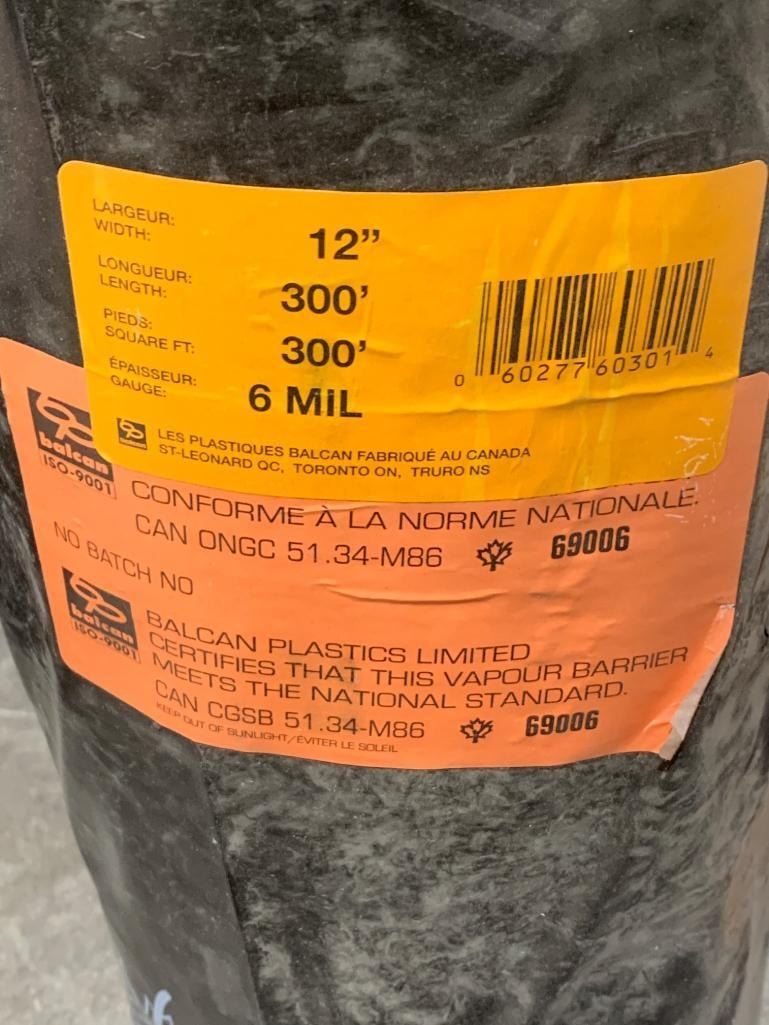 LARGEUR:
WIDTH:
12”
LONGUEUR:
LENGTH:
300'
PIEDS:
SQUARE FT:
300'
ÉPAISSEUR:
GAUGE:
6 MIL
0 60277 60301 4
balcan
LES PLASTIQUES BALCAN FABRIQUÉ AU CANADA
ST-LEONARD QC, TORONTO ON, TRURO NS
balcan
ISO-9001
CONFORME À LA NORME NATIONALE.
CAN ONGC 51.34-M86 69006
NO BATCH NO
balcan
ISO-9001
BALCAN PLASTICS LIMITED
CERTIFIES THAT THIS VAPOUR BARRIER
MEETS THE NATIONAL STANDARD.
CAN CGSB 51.34-M86 69006
KEEP OUT OF SUNLIGHT/ÉVITER LE SOLEIL